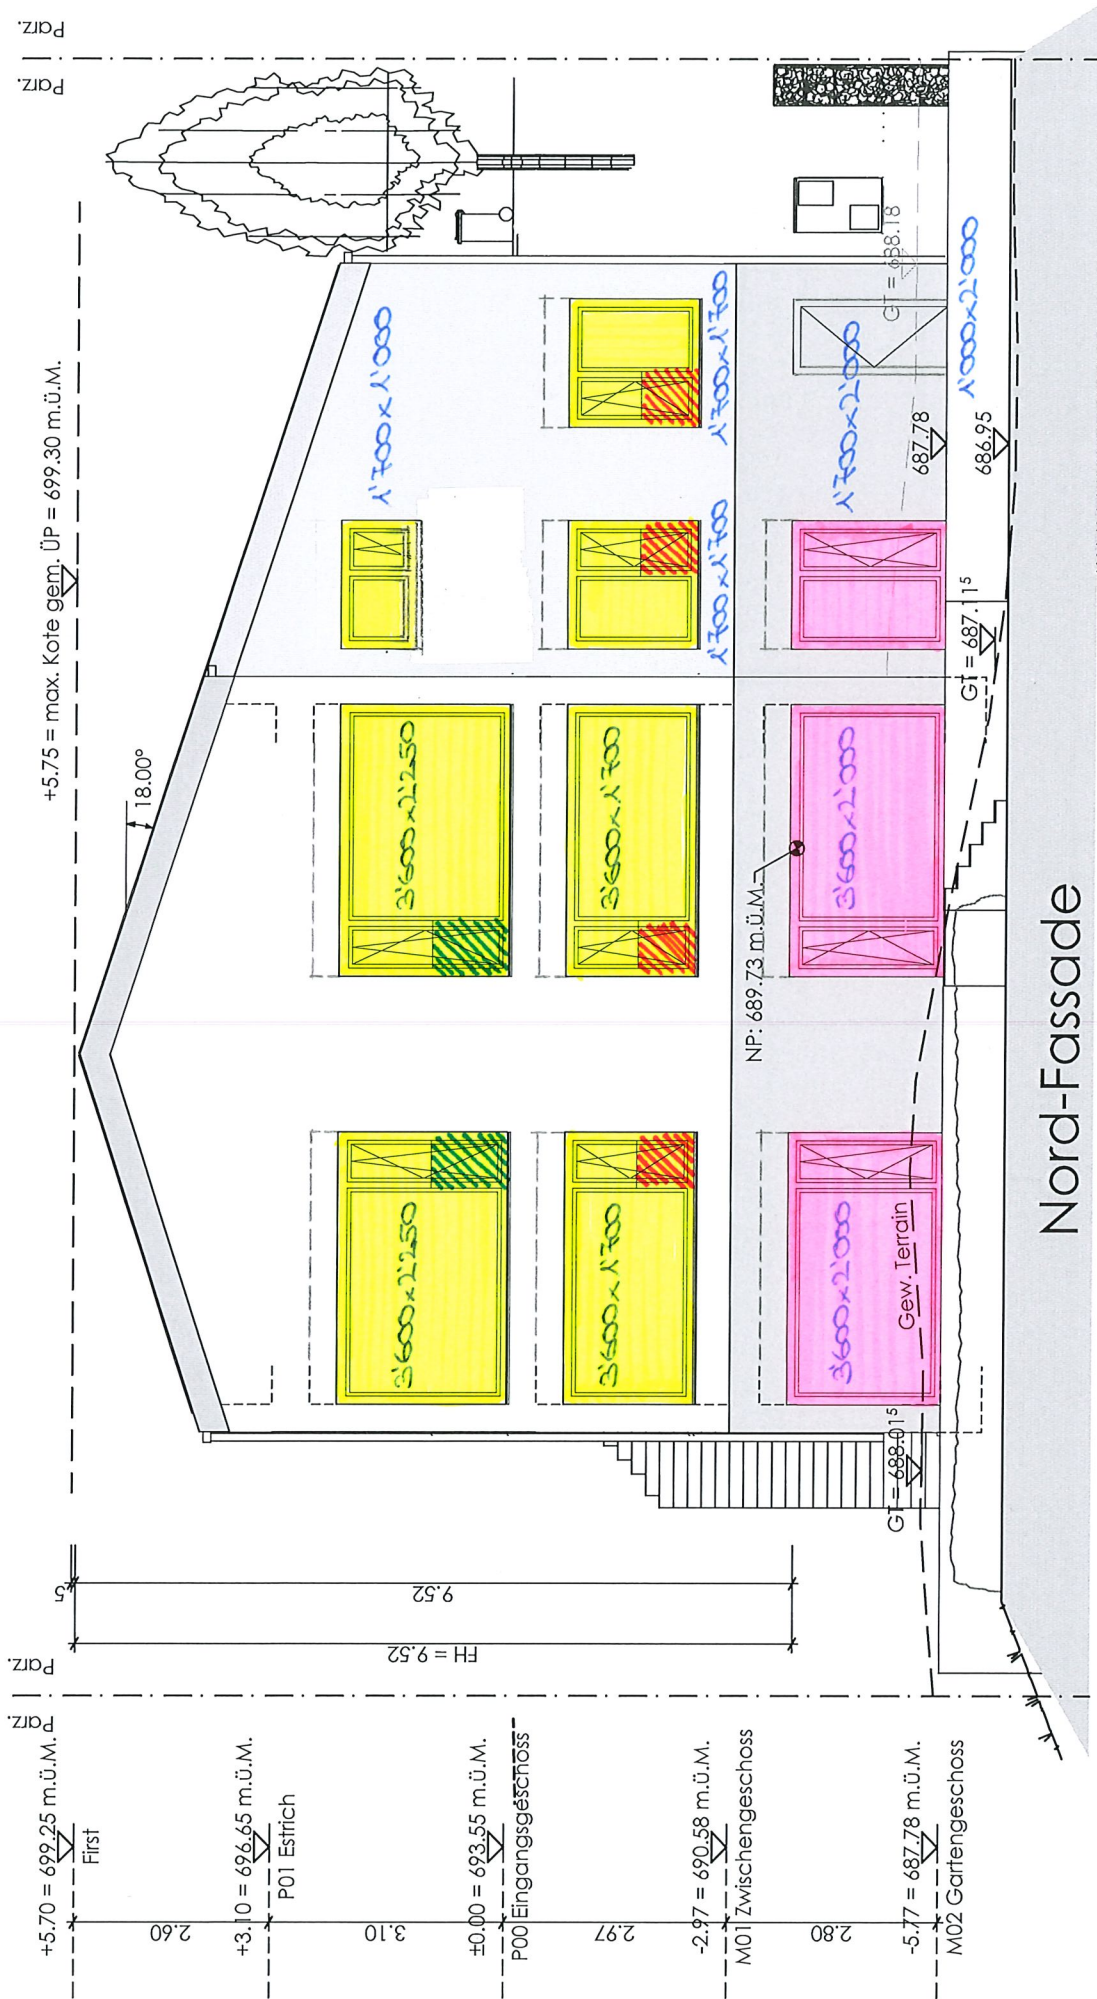 Parz.
Parz.
+5.75 = max. Kote gem. ÜP = 699.30 m.ü.M.
18.00°
5
9.52
FH = 9.52
Parz.
Parz.
+5.70 = 699.25 m.ü.M.
First
2.60
+3.10 = 696.65 m.ü.M.
P01 Estrich
3.10
±0.00 = 693.55 m.ü.M.
P00 Eingangsgeschoss
2.97
-2.97 = 690.58 m.ü.M.
M01 Zwischengeschoss
2.80
-5.77 = 687.78 m.ü.M.
M02 Gartengeschoss
3'600x2'250
3'600x2'250
1'700x1'000
3'600x1'700
3'600x1'700
1'700x1'700
1'700x1'700
NP: 689.73 m.ü.M.
3'600x2'000
3'600x2'000
1'700x2'000
1'000x2'000
Gew. Terrain
GT = 688.01⁵
GT = 687.11⁵
GT = 688.18
687.78
686.95
Nord-Fassade